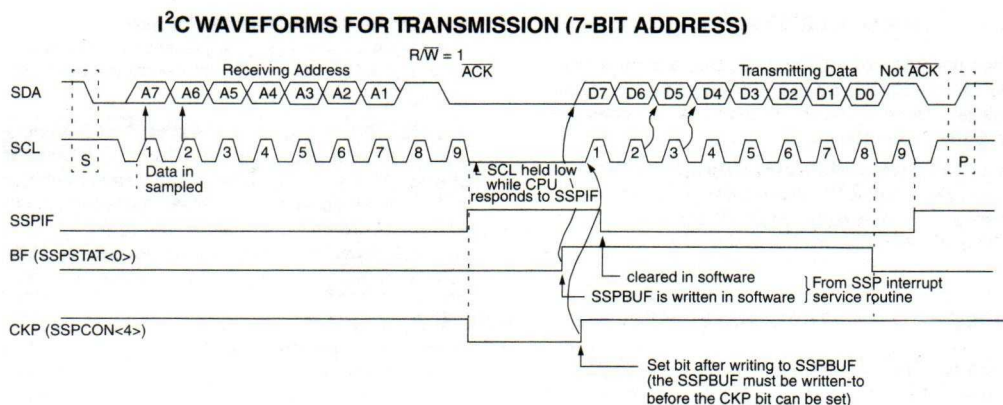 I²C WAVEFORMS FOR TRANSMISSION (7-BIT ADDRESS)
R/W̅ = 1
Receiving Address
A̅C̅K̅
Transmitting Data
Not A̅C̅K̅
SDA
A7 A6 A5 A4 A3 A2 A1
D7 D6 D5 D4 D3 D2 D1 D0
SCL
S
1 2 3 4 5 6 7 8 9
1 2 3 4 5 6 7 8 9
P
Data in
sampled
SCL held low
while CPU
responds to SSPIF
SSPIF
BF (SSPSTAT<0>)
cleared in software
SSPBUF is written in software
From SSP interrupt
service routine
CKP (SSPCON<4>)
Set bit after writing to SSPBUF
(the SSPBUF must be written-to
before the CKP bit can be set)